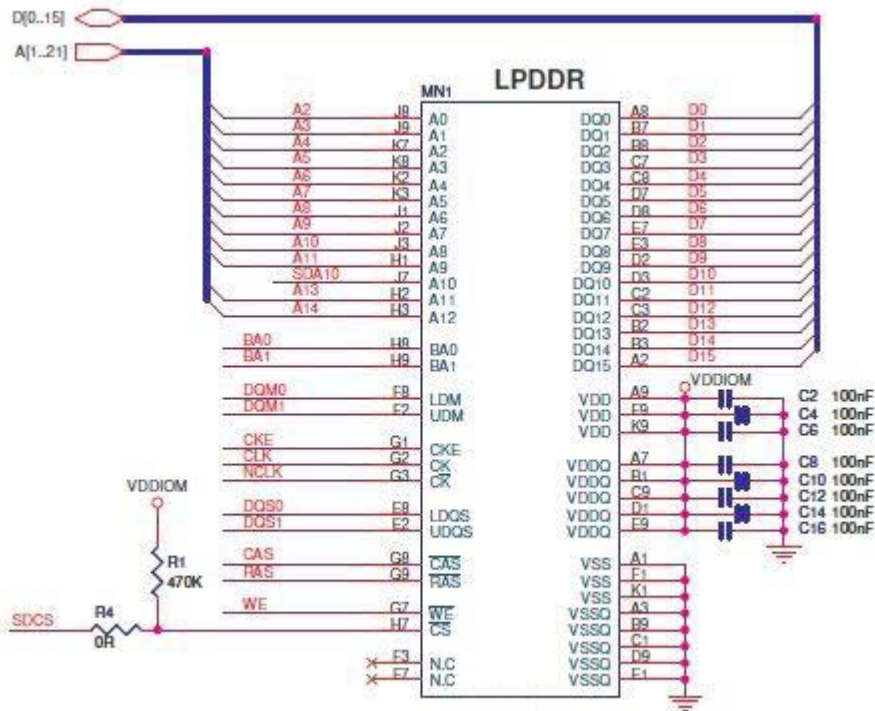 D[0..15]
A[1..21]
LPDDR
MN1
A2 J8 A0 DQ0 A8 D0
A3 J9 A1 DQ1 B7 D1
A4 K7 A2 DQ2 B8 D2
A5 K8 A3 DQ3 C7 D3
A6 K2 A4 DQ4 C8 D4
A7 K3 A5 DQ5 D7 D5
A8 J1 A6 DQ6 D8 D6
A9 J2 A7 DQ7 E7 D7
A10 J3 A8 DQ8 E3 D8
A11 H1 A9 DQ9 D2 D9
SDA10 J7 A10 DQ10 D3 D10
A13 H2 A11 DQ11 C2 D11
A14 H3 A12 DQ12 C3 D12
DQ13 B2 D13
BA0 H8 BA0 DQ14 B3 D14
BA1 H9 BA1 DQ15 A2 D15
VDDIOM
DQM0 F8 LDM VDD A9 C2 100nF
DQM1 F2 UDM VDD F9 C4 100nF
VDD K9 C6 100nF
CKE G1 CKE
CLK G2 CK VDDQ A7 C8 100nF
NCLK G3 CK VDDQ B1 C10 100nF
VDDIOM
VDDQ C9 C12 100nF
DQS0 E8 LDQS VDDQ D1 C14 100nF
DQS1 E2 UDQS VDDQ E9 C16 100nF
CAS G8 CAS VSS A1
RAS G9 RAS VSS F1
R1
470K
VSS K1
WE G7 WE VSSQ A3
SDCS R4 0R H7 CS VSSQ B9
VSSQ C1
F3 N.C VSSQ D9
F7 N.C VSSQ E1